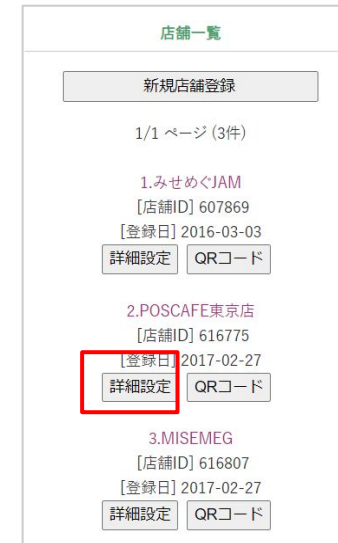 店舗一覧
新規店舗登録
1/1 ページ (3件)
1.みせめぐJAM
[店舗ID] 607869
[登録日] 2016-03-03
詳細設定 QRコード
2.POSCAFE東京店
[店舗ID] 616775
[登録日] 2017-02-27
詳細設定 QRコード
3.MISEMEG
[店舗ID] 616807
[登録日] 2017-02-27
詳細設定 QRコード